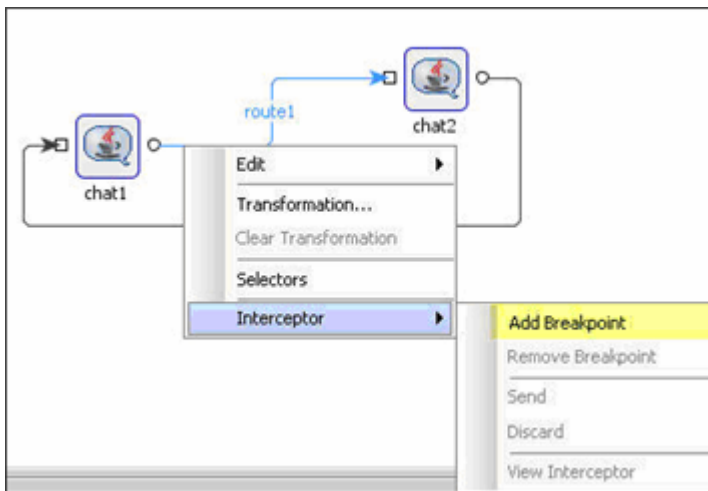 route1
chat2
chat1
Edit
Transformation...
Clear Transformation
Selectors
Interceptor
Add Breakpoint
Remove Breakpoint
Send
Discard
View Interceptor